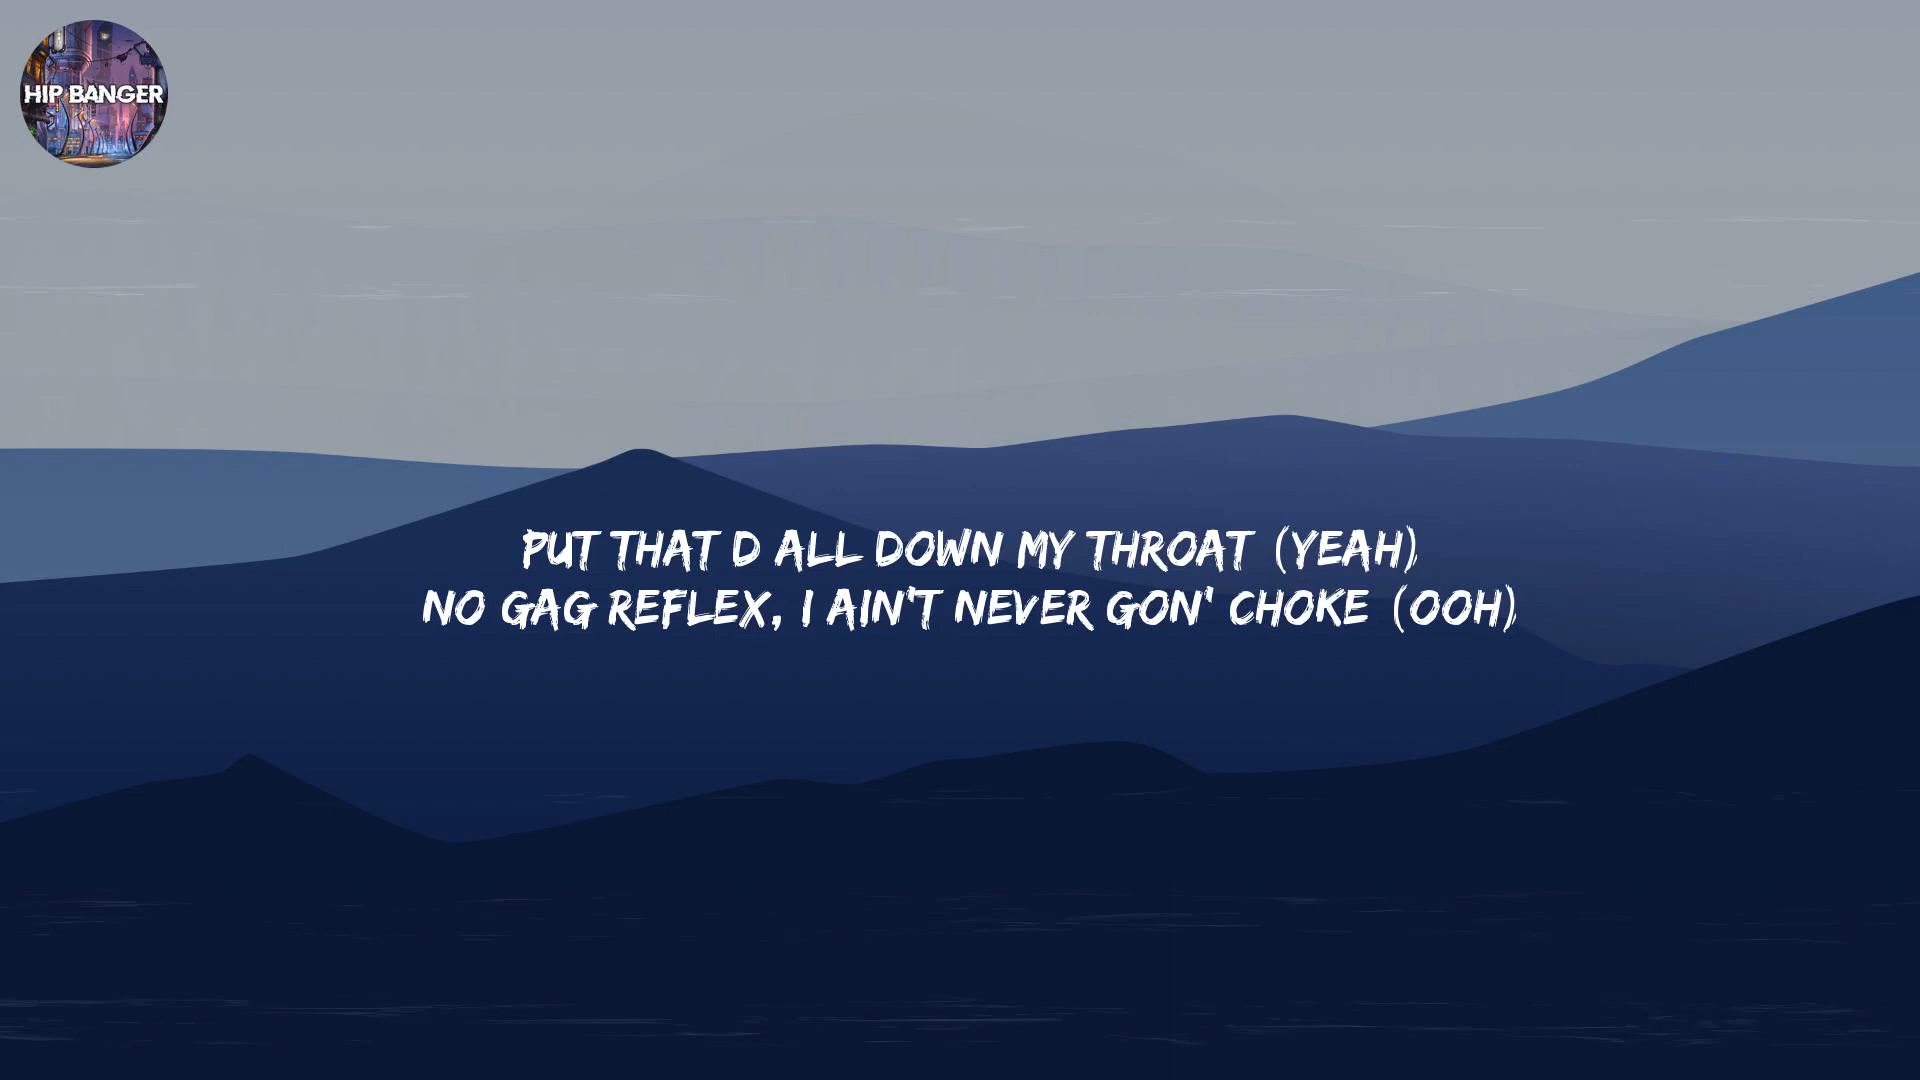 HIP BANGER
PUT THAT D ALL DOWN MY THROAT (YEAH)
NO GAG REFLEX, I AIN'T NEVER GON' CHOKE (OOH)